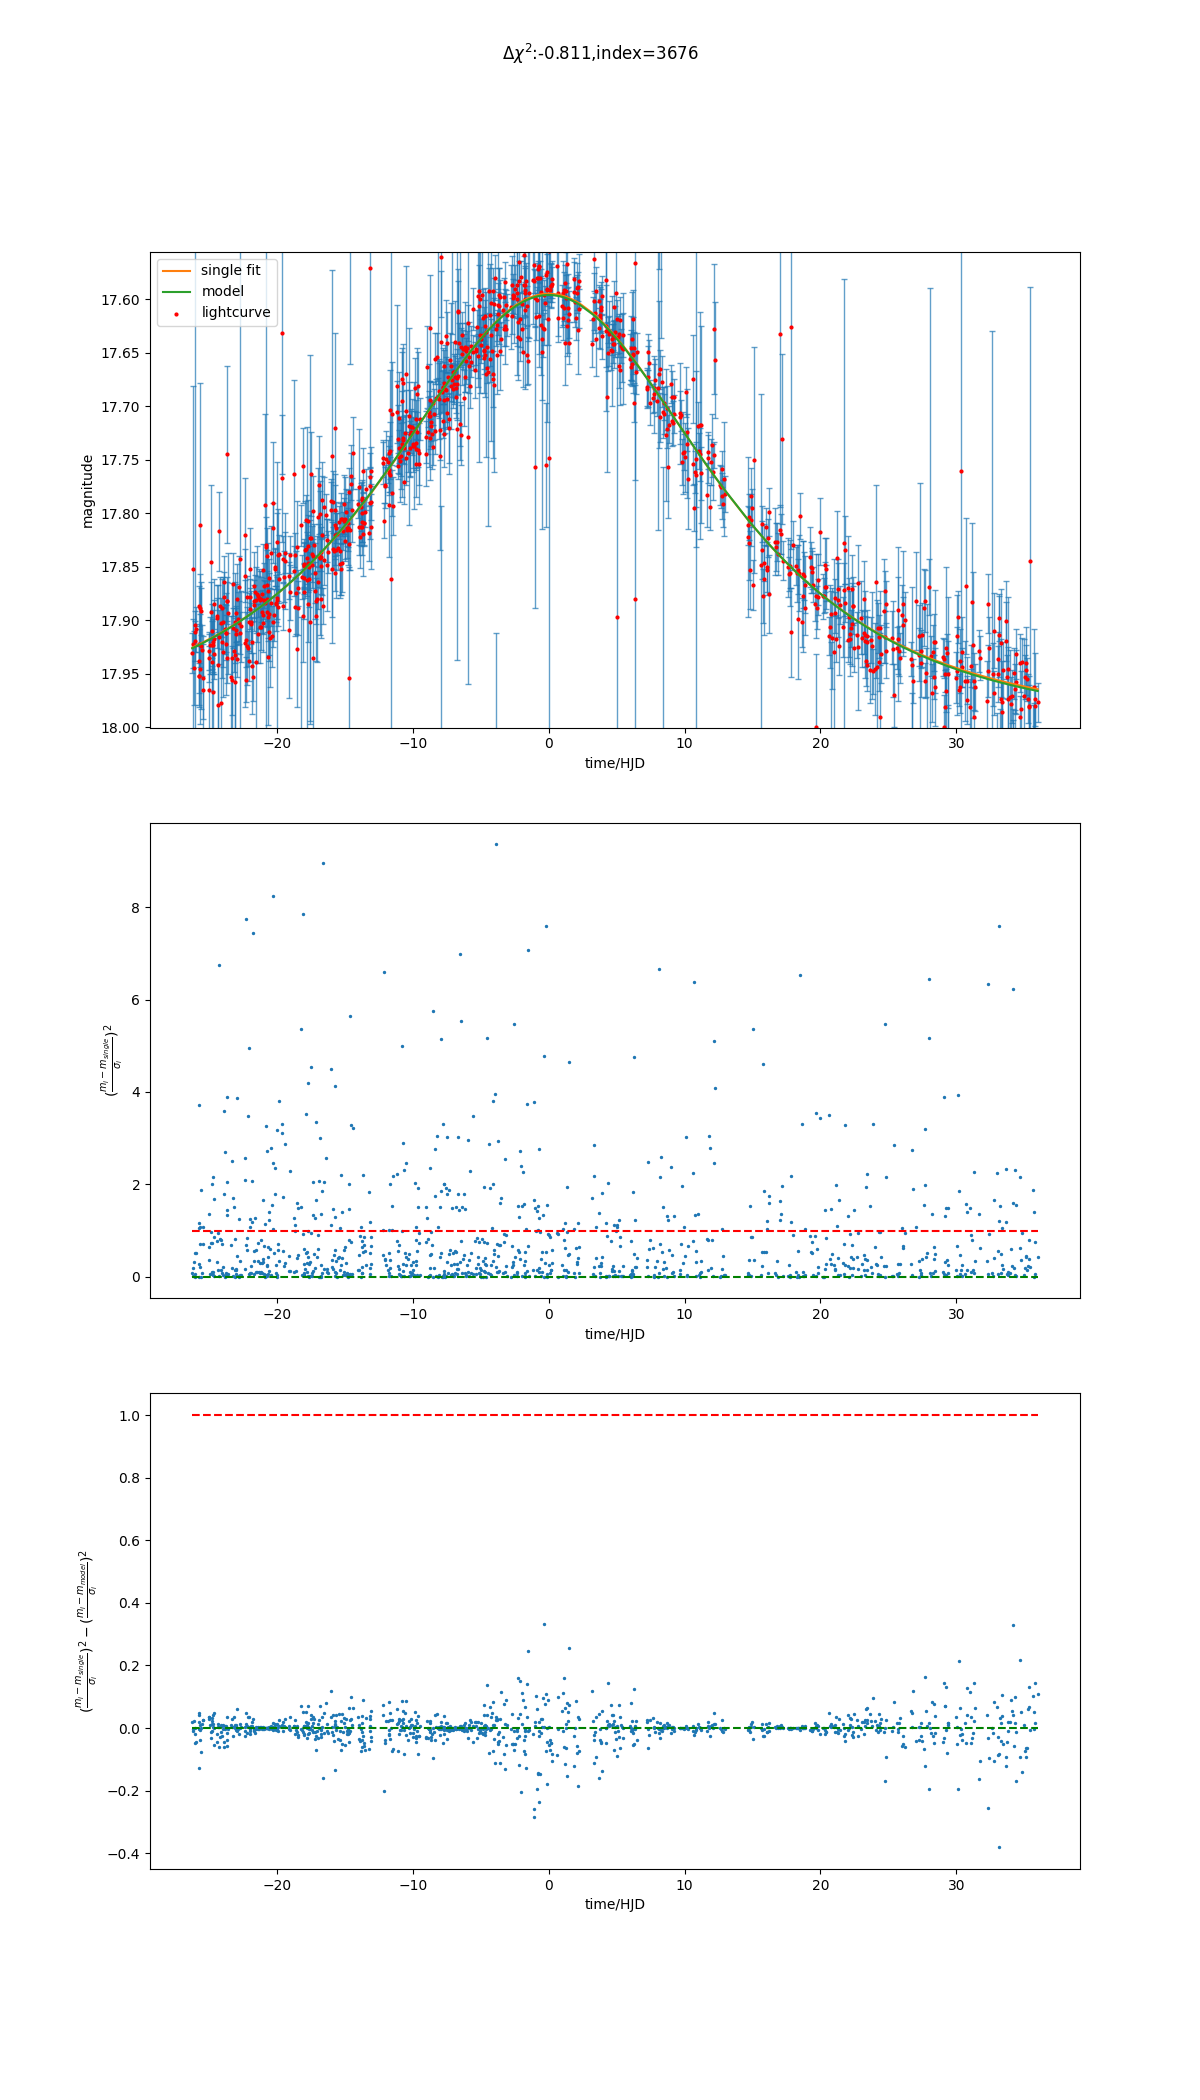 Δχ²:-0.811,index=3676
single fit
model
lightcurve
17.60
17.65
17.70
17.75
17.80
17.85
17.90
17.95
18.00
magnitude
−20 −10 0 10 20 30
time/HJD
8
6
4
2
0
((mᵢ − m_single)/σᵢ)²
−20 −10 0 10 20 30
time/HJD
1.0
0.8
0.6
0.4
0.2
0.0
−0.2
−0.4
((mᵢ − m_single)/σᵢ)² − ((mᵢ − m_model)/σᵢ)²
−20 −10 0 10 20 30
time/HJD